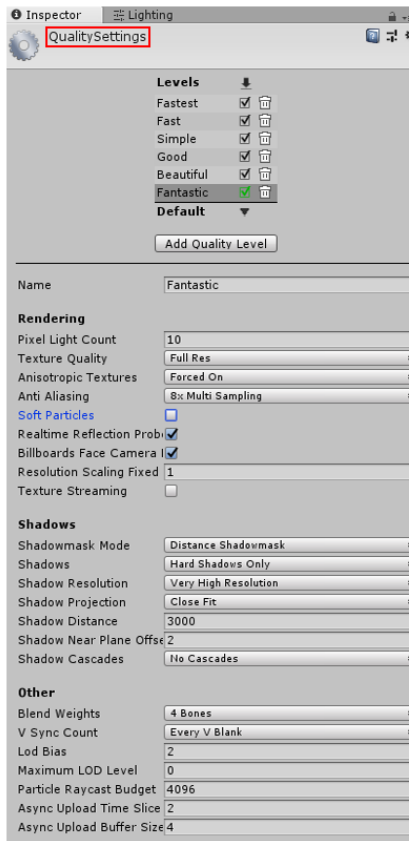 Inspector Lighting
QualitySettings
Levels
Fastest
Fast
Simple
Good
Beautiful
Fantastic
Default
Add Quality Level
Name Fantastic
Rendering
Pixel Light Count 10
Texture Quality Full Res
Anisotropic Textures Forced On
Anti Aliasing 8x Multi Sampling
Soft Particles
Realtime Reflection Prob
Billboards Face Camera
Resolution Scaling Fixed 1
Texture Streaming
Shadows
Shadowmask Mode Distance Shadowmask
Shadows Hard Shadows Only
Shadow Resolution Very High Resolution
Shadow Projection Close Fit
Shadow Distance 3000
Shadow Near Plane Offse 2
Shadow Cascades No Cascades
Other
Blend Weights 4 Bones
V Sync Count Every V Blank
Lod Bias 2
Maximum LOD Level 0
Particle Raycast Budget 4096
Async Upload Time Slice 2
Async Upload Buffer Size 4